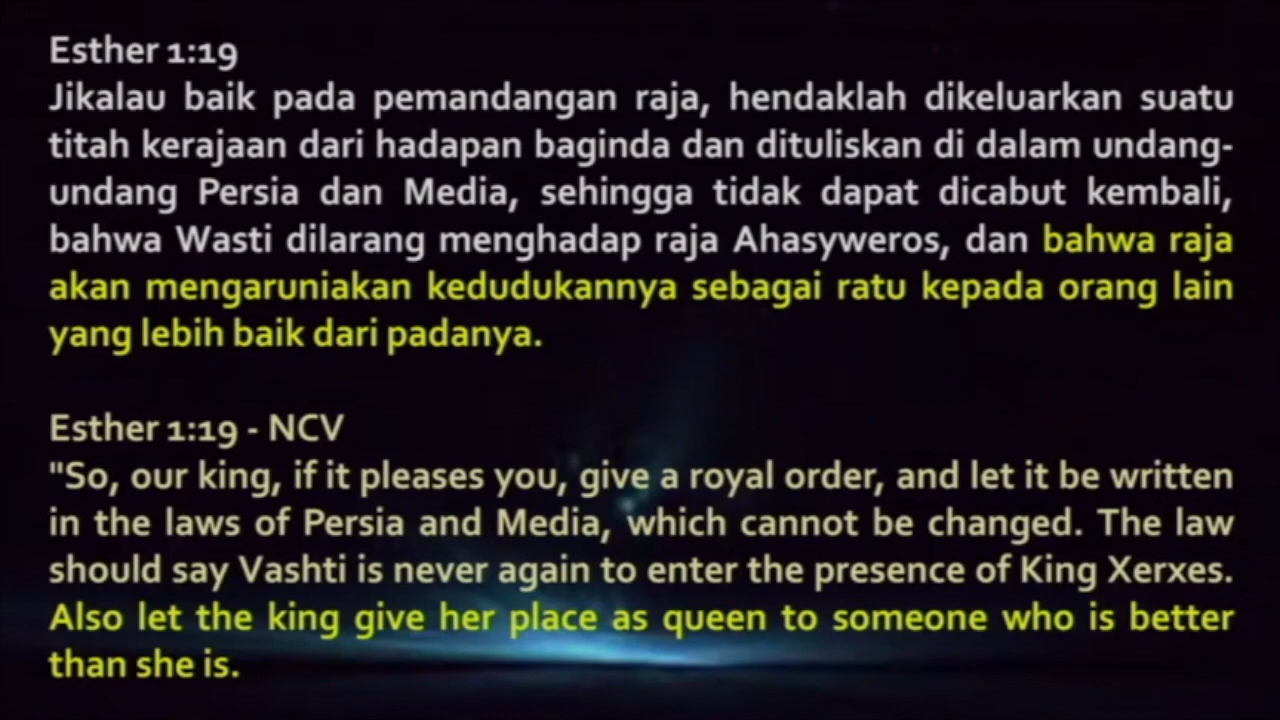 Esther 1:19
Jikalau baik pada pemandangan raja, hendaklah dikeluarkan suatu
titah kerajaan dari hadapan baginda dan dituliskan di dalam undang-
undang Persia dan Media, sehingga tidak dapat dicabut kembali,
bahwa Wasti dilarang menghadap raja Ahasyweros, dan bahwa raja
akan mengaruniakan kedudukannya sebagai ratu kepada orang lain
yang lebih baik dari padanya.
Esther 1:19 - NCV
"So, our king, if it pleases you, give a royal order, and let it be written
in the laws of Persia and Media, which cannot be changed. The law
should say Vashti is never again to enter the presence of King Xerxes.
Also let the king give her place as queen to someone who is better
than she is.